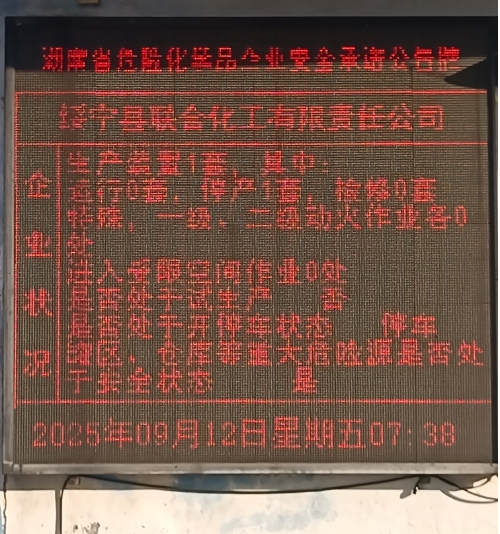 湖南省危险化学品企业安全承诺公告牌
绥宁县联合化工有限责任公司
企业状况
生产装置1套，其中：
运行0套，停产1套，检修0套
特殊、一级、二级动火作业各0
处
进入受限空间作业0处
是否处于试生产 否
是否处于开停车状态 停车
罐区、仓库等重大危险源是否处
于安全状态 是
2025年09月12日星期五07:38